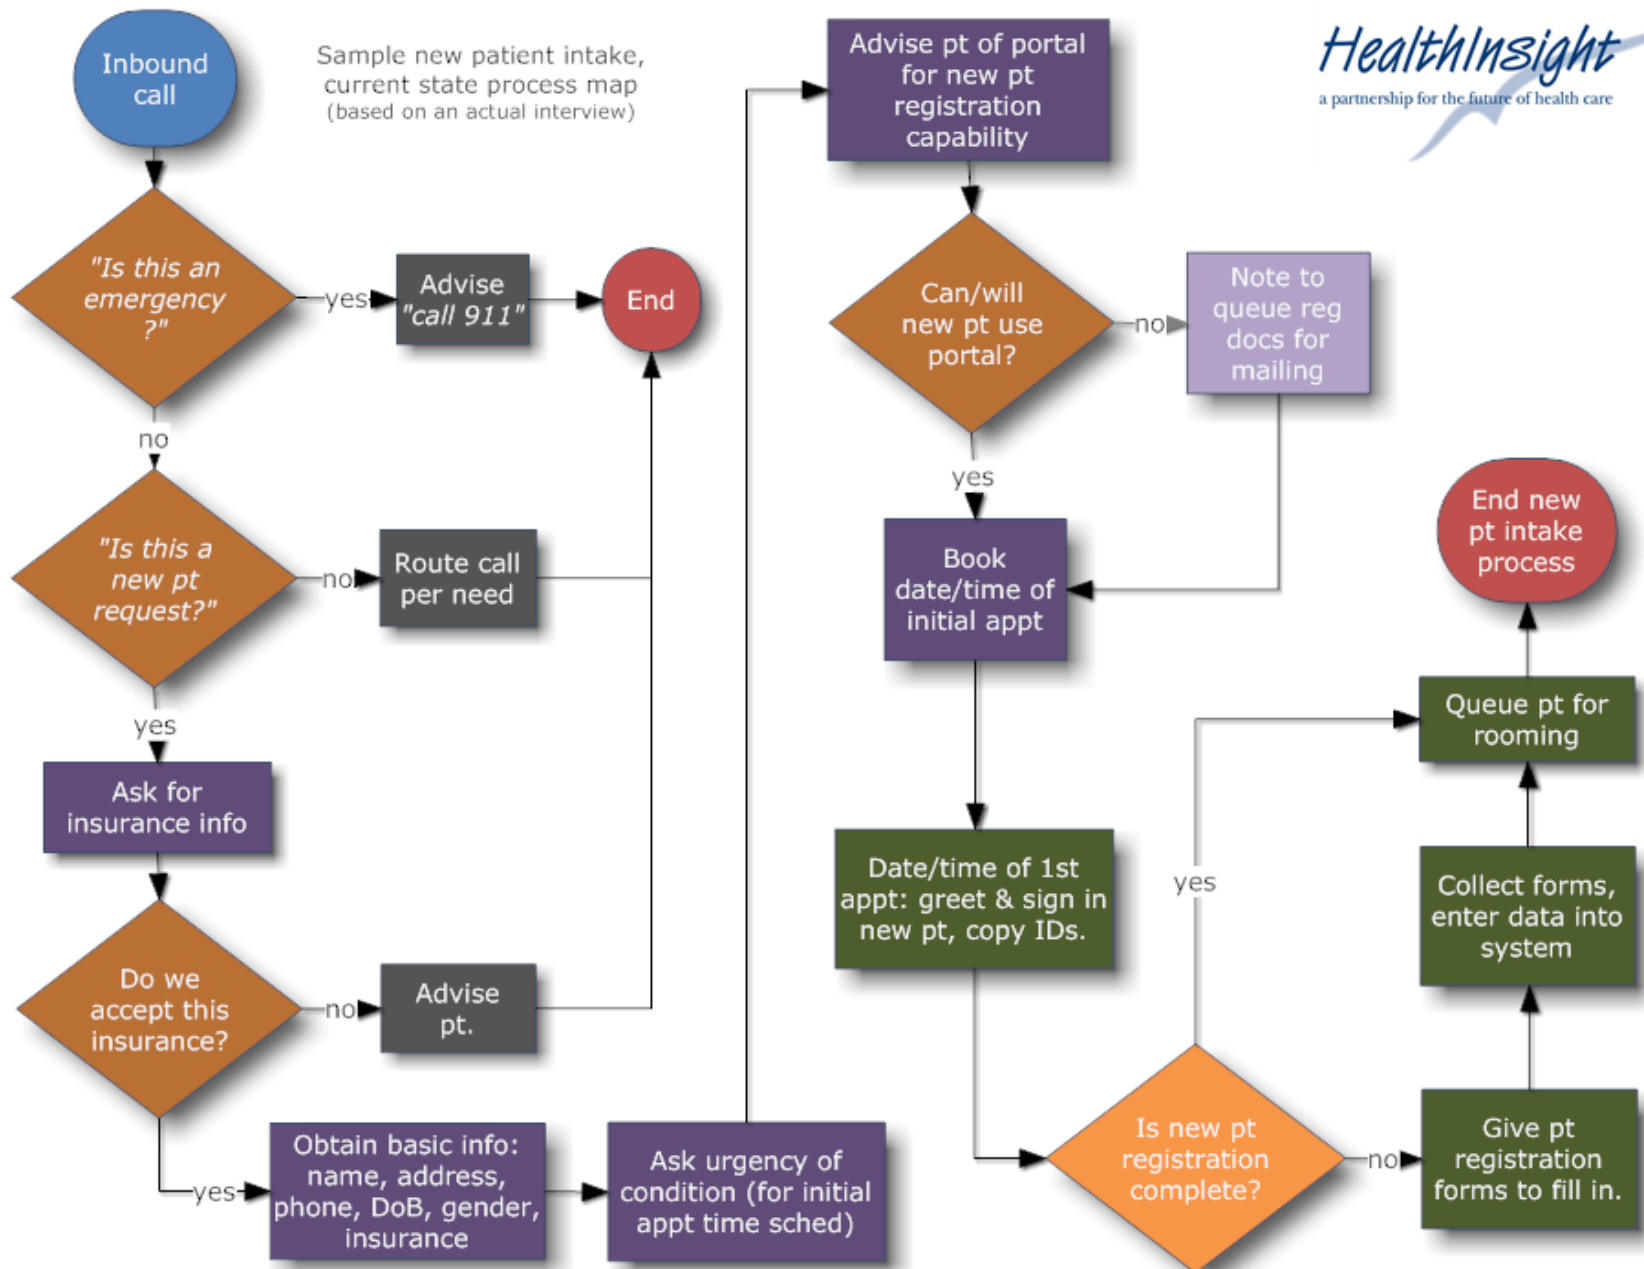 Inbound
call
Sample new patient intake,
current state process map
(based on an actual interview)
"Is this an
emergency
?"
yes
Advise
"call 911"
End
no
"Is this a
new pt
request?"
no
Route call
per need
yes
Ask for
insurance info
Do we
accept this
insurance?
no
Advise
pt.
yes
Obtain basic info:
name, address,
phone, DoB, gender,
insurance
Ask urgency of
condition (for initial
appt time sched)
Advise pt of portal
for new pt
registration
capability
Can/will
new pt use
portal?
no
Note to
queue reg
docs for
mailing
yes
Book
date/time of
initial appt
Date/time of 1st
appt: greet & sign in
new pt, copy IDs.
Is new pt
registration
complete?
yes
no
Give pt
registration
forms to fill in.
Collect forms,
enter data into
system
Queue pt for
rooming
End new
pt intake
process
HealthInsight
a partnership for the future of health care